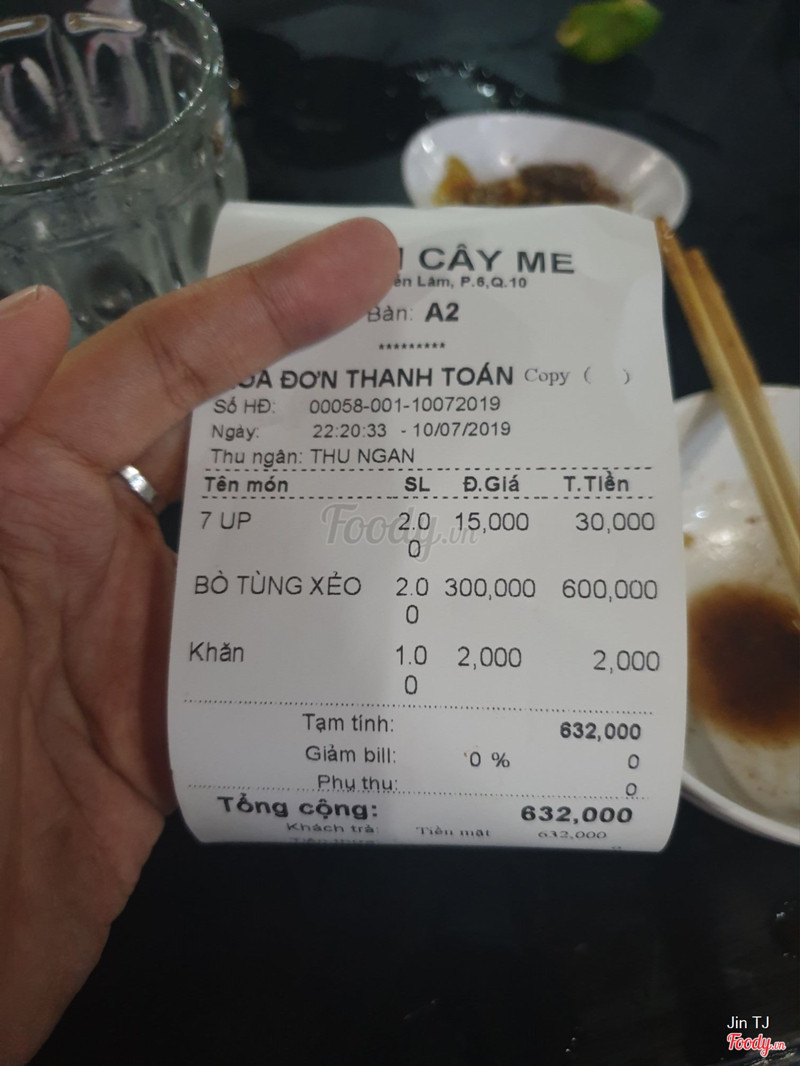 CÂY ME
Lâm, P.6,Q.10
Bàn: A2
*********
ĐƠN THANH TOÁN Copy ( )
Số HĐ: 00058-001-10072019
Ngày: 22:20:33 - 10/07/2019
Thu ngân: THU NGAN
Tên món SL Đ.Giá T.Tiền
7 UP 2.0 15,000 30,000
0
BÒ TÙNG XẺO 2.0 300,000 600,000
0
Khăn 1.0 2,000 2,000
0
Tạm tính: 632,000
Giảm bill: 0 % 0
Phụ thu: 0
Tổng cộng: 632,000
Khách trả: Tiền mặt 632,000
Foody.vn
Jin TJ
Foody.vn